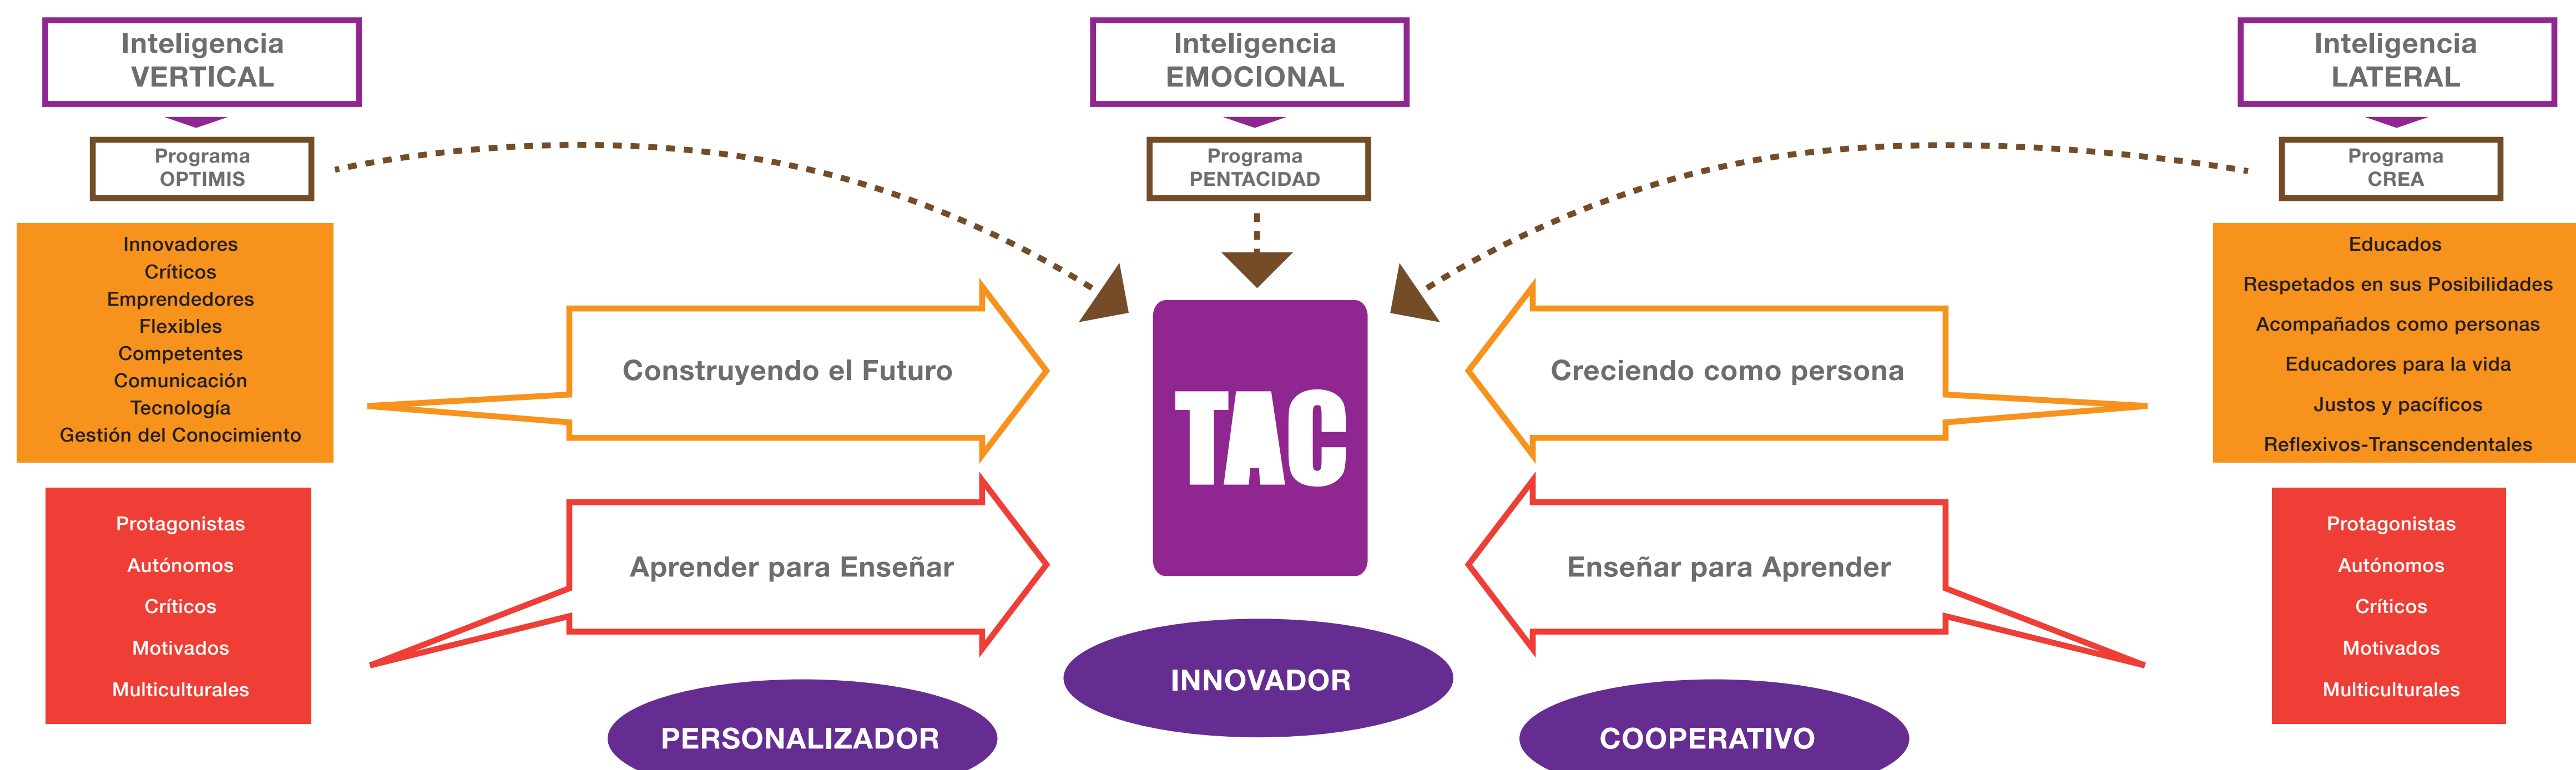 Inteligencia
VERTICAL
Programa
OPTIMIS
Inteligencia
EMOCIONAL
Programa
PENTACIDAD
Inteligencia
LATERAL
Programa
CREA
Innovadores
Críticos
Emprendedores
Flexibles
Competentes
Comunicación
Tecnología
Gestión del Conocimiento
Protagonistas
Autónomos
Críticos
Motivados
Multiculturales
Construyendo el Futuro
Aprender para Enseñar
TAC
Creciendo como persona
Enseñar para Aprender
Educados
Respetados en sus Posibilidades
Acompañados como personas
Educadores para la vida
Justos y pacíficos
Reflexivos-Transcendentales
Protagonistas
Autónomos
Críticos
Motivados
Multiculturales
PERSONALIZADOR
INNOVADOR
COOPERATIVO